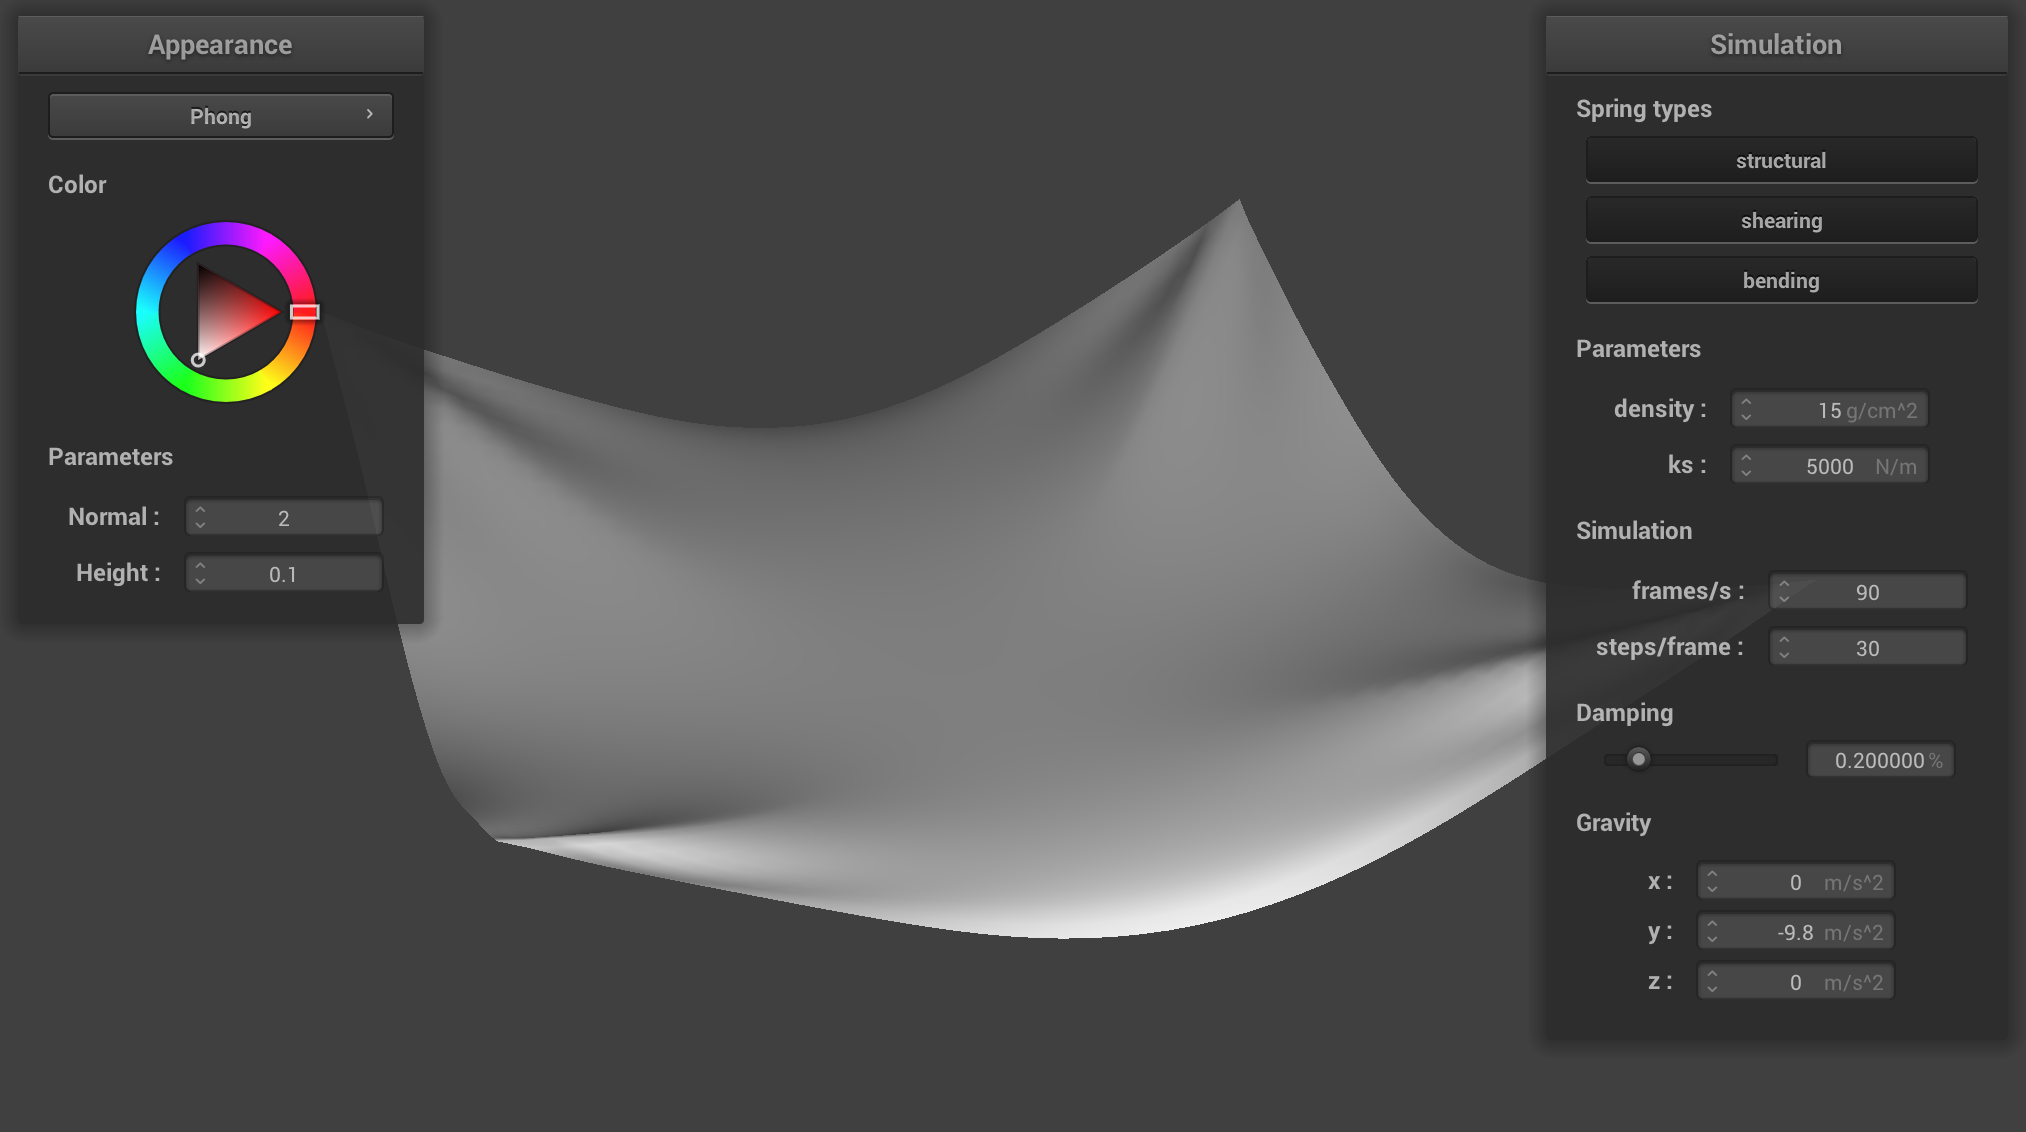 Appearance
Phong
Color
Parameters
Normal : 2
Height : 0.1
Simulation
Spring types
structural
shearing
bending
Parameters
density : 15 g/cm^2
ks : 5000 N/m
Simulation
frames/s : 90
steps/frame : 30
Damping
0.200000 %
Gravity
x : 0 m/s^2
y : -9.8 m/s^2
z : 0 m/s^2